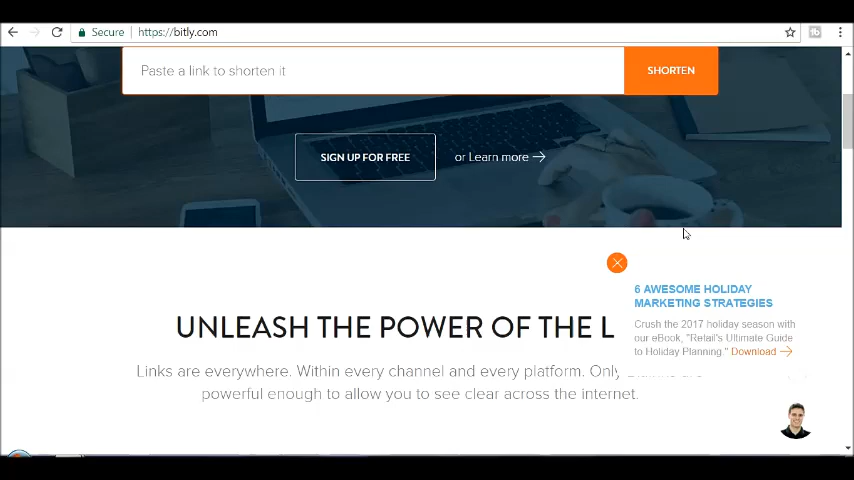 Secure https://bitly.com
Paste a link to shorten it
SHORTEN
SIGN UP FOR FREE
or Learn more →
UNLEASH THE POWER OF THE L
Links are everywhere. Within every channel and every platform. Only
powerful enough to allow you to see clear across the internet.
6 AWESOME HOLIDAY
MARKETING STRATEGIES
Crush the 2017 holiday season with
our eBook, "Retail's Ultimate Guide
to Holiday Planning." Download →